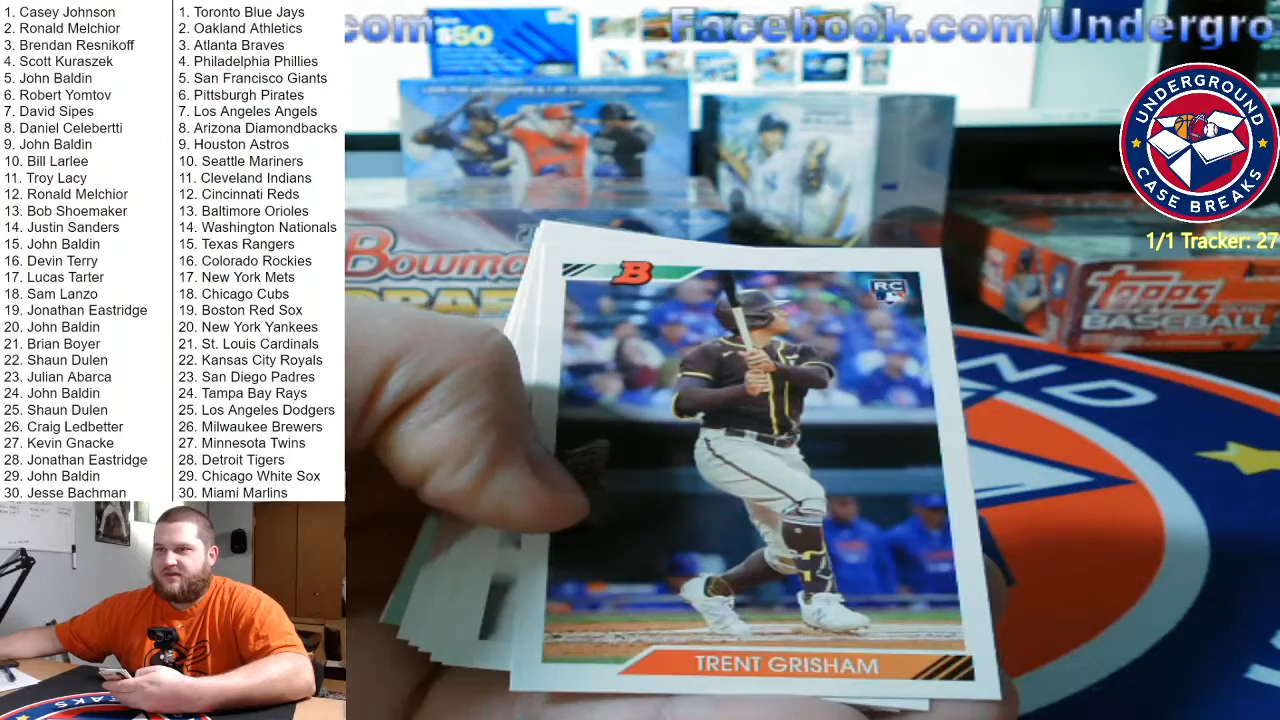 1. Casey Johnson
2. Ronald Melchior
3. Brendan Resnikoff
4. Scott Kuraszek
5. John Baldin
6. Robert Yomtov
7. David Sipes
8. Daniel Celebertti
9. John Baldin
10. Bill Larlee
11. Troy Lacy
12. Ronald Melchior
13. Bob Shoemaker
14. Justin Sanders
15. John Baldin
16. Devin Terry
17. Lucas Tarter
18. Sam Lanzo
19. Jonathan Eastridge
20. John Baldin
21. Brian Boyer
22. Shaun Dulen
23. Julian Abarca
24. John Baldin
25. Shaun Dulen
26. Craig Ledbetter
27. Kevin Gnacke
28. Jonathan Eastridge
29. John Baldin
30. Jesse Bachman
1. Toronto Blue Jays
2. Oakland Athletics
3. Atlanta Braves
4. Philadelphia Phillies
5. San Francisco Giants
6. Pittsburgh Pirates
7. Los Angeles Angels
8. Arizona Diamondbacks
9. Houston Astros
10. Seattle Mariners
11. Cleveland Indians
12. Cincinnati Reds
13. Baltimore Orioles
14. Washington Nationals
15. Texas Rangers
16. Colorado Rockies
17. New York Mets
18. Chicago Cubs
19. Boston Red Sox
20. New York Yankees
21. St. Louis Cardinals
22. Kansas City Royals
23. San Diego Padres
24. Tampa Bay Rays
25. Los Angeles Dodgers
26. Milwaukee Brewers
27. Minnesota Twins
28. Detroit Tigers
29. Chicago White Sox
30. Miami Marlins
com
Facebook.com/Undergro
$50
UNDERGROUND
CASE BREAKS
1/1 Tracker: 27
Bowma
Topps
BASEBALL
B
RC
TRENT GRISHAM
ND
BREAKS